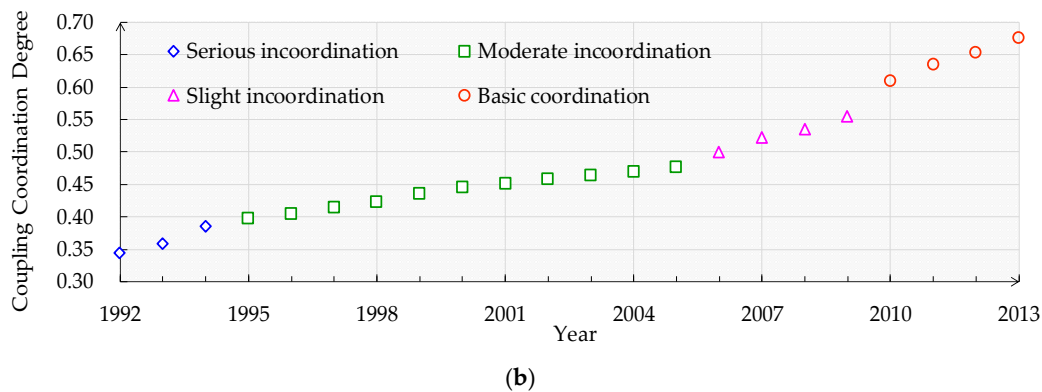 Coupling Coordination Degree
0.70
0.65
0.60
0.55
0.50
0.45
0.40
0.35
0.30
Serious incoordination
Moderate incoordination
Slight incoordination
Basic coordination
1992 1995 1998 2001 2004 2007 2010 2013
Year
(b)